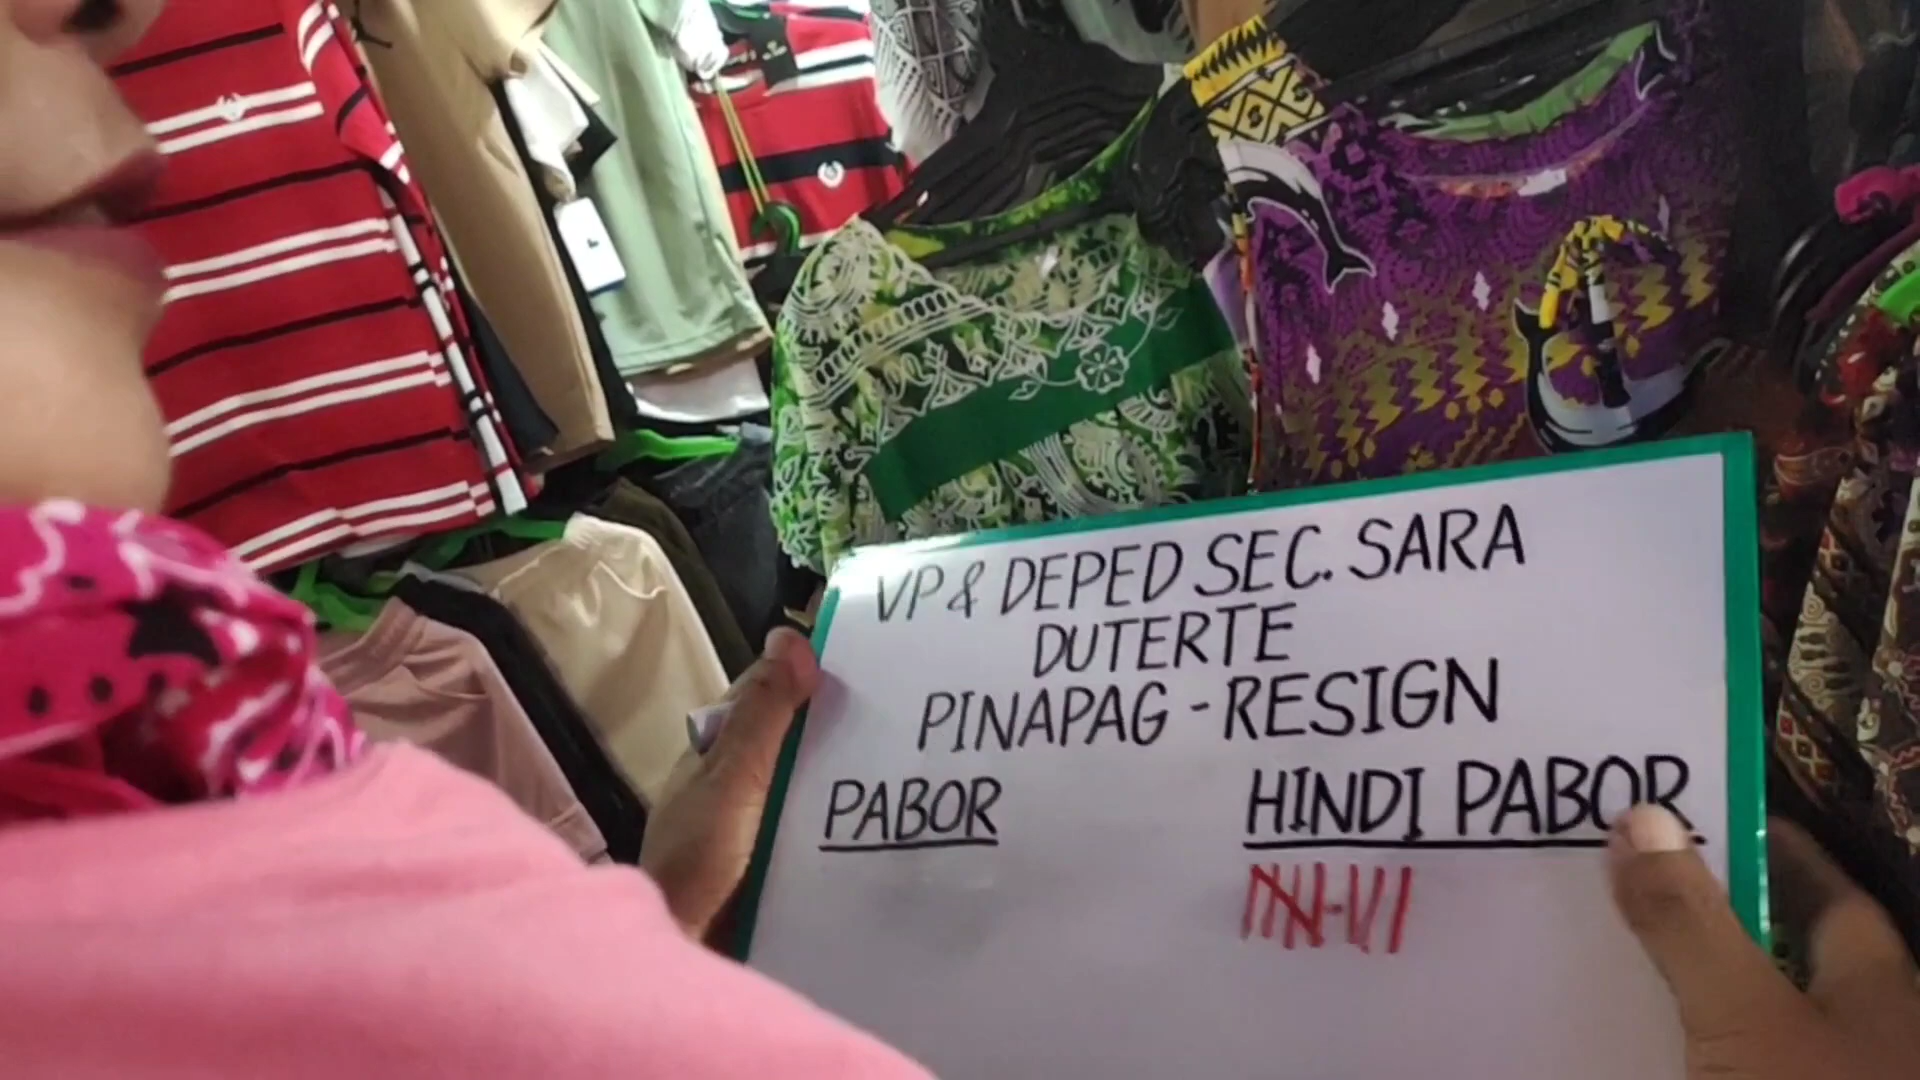 VP & DEPED SEC. SARA
DUTERTE
PINAPAG-RESIGN
PABOR
HINDI PABOR